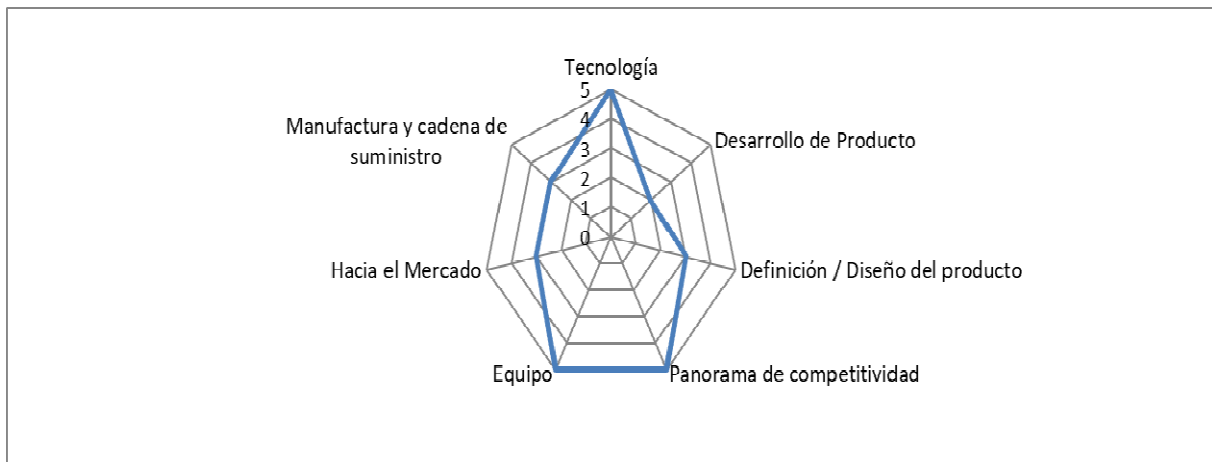 Tecnología
5
4
3
2
1
0
Desarrollo de Producto
Definición / Diseño del producto
Panorama de competitividad
Equipo
Hacia el Mercado
Manufactura y cadena de
suministro